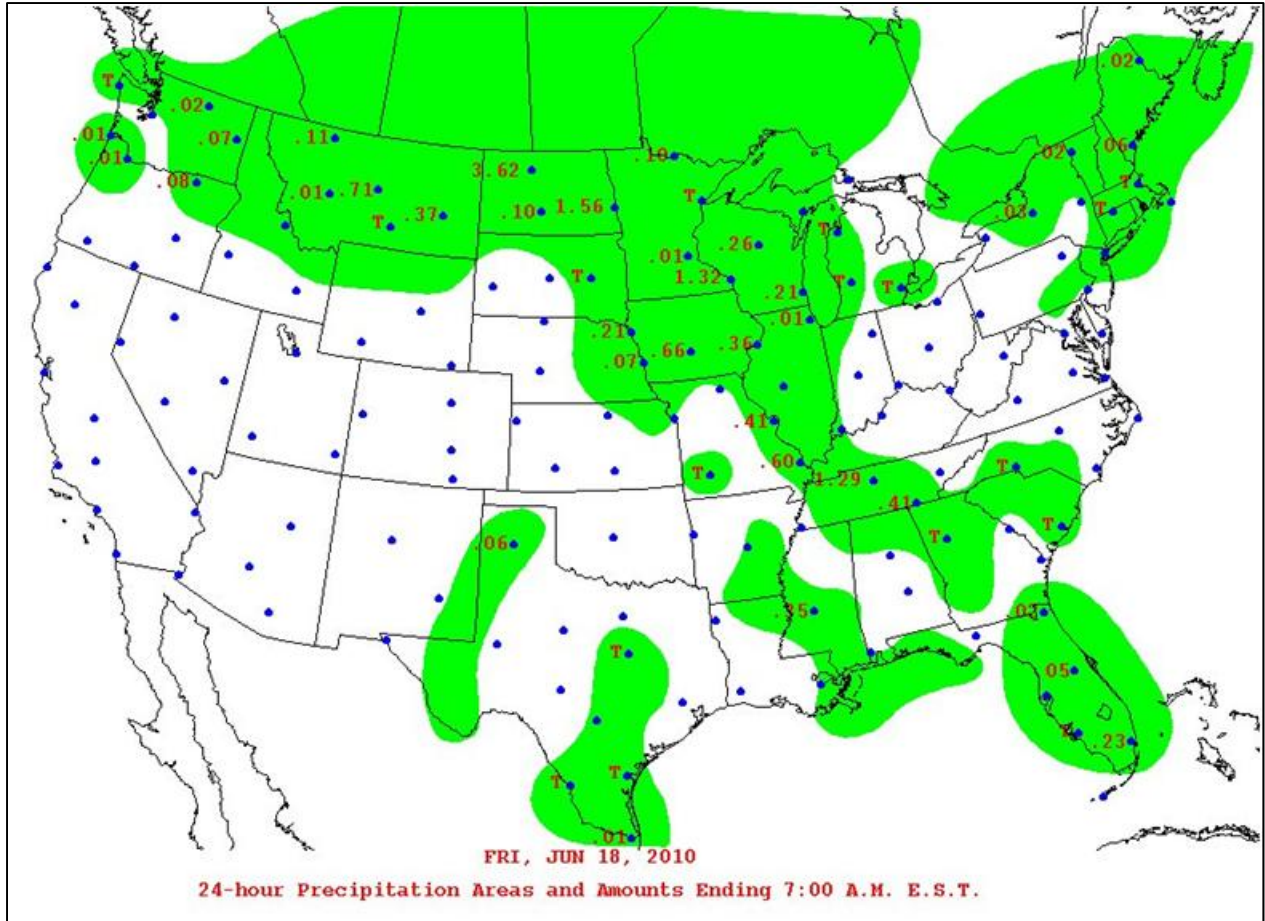 .02
T
.02
.01
.07
.11
.10
02
06
.01
3.62
.08
.01 .71
T
T
.10 1.56
T
.37
T
.03
T
.26
.01
T
1.32
T
T
.21
.01
.21
.36
.66
.07
.41
.60
T
T
1.29
.41
T
T
.06
.35
T
05
.23
T
T
.01
FRI, JUN 18, 2010
24-hour Precipitation Areas and Amounts Ending 7:00 A.M. E.S.T.